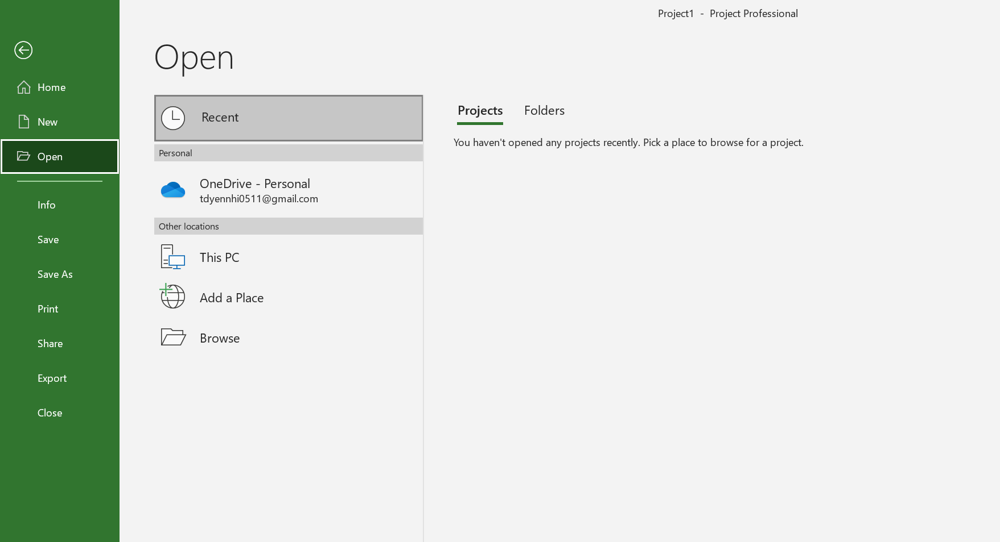 Project1 - Project Professional
Home
New
Open
Info
Save
Save As
Print
Share
Export
Close
Open
Recent
Personal
OneDrive - Personal
tdyennhi0511@gmail.com
Other locations
This PC
Add a Place
Browse
Projects
Folders
You haven't opened any projects recently. Pick a place to browse for a project.